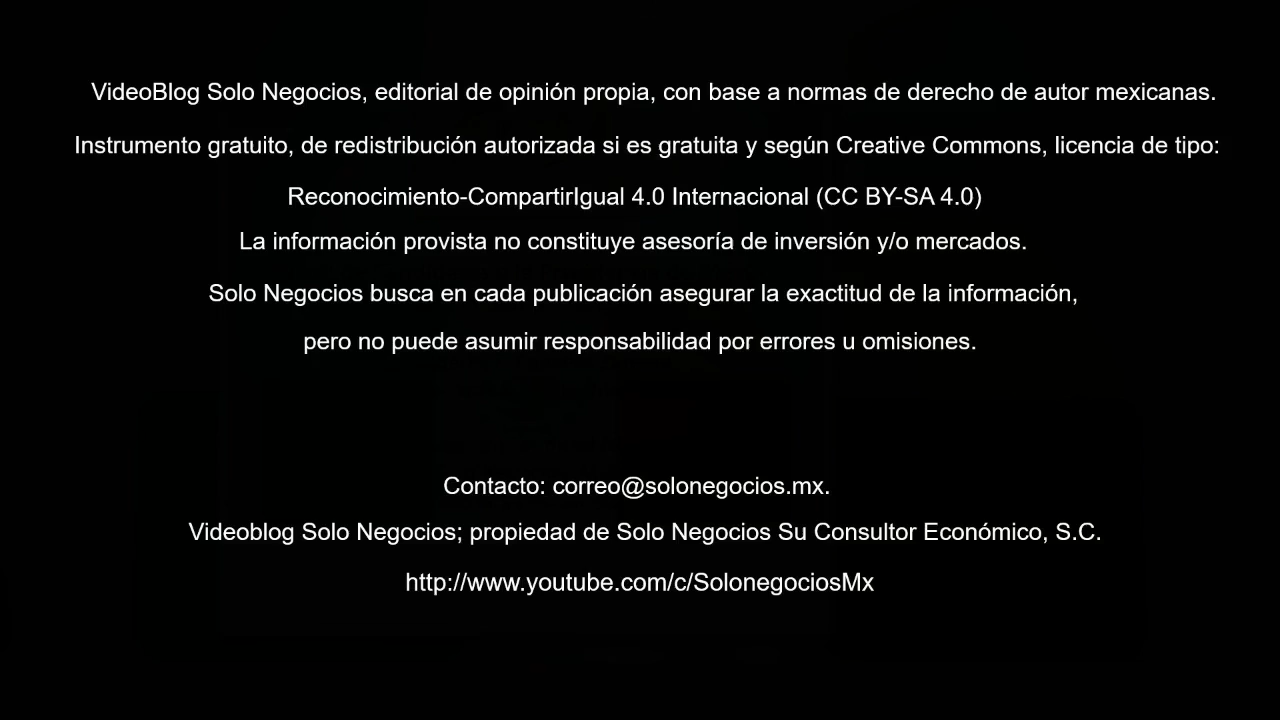 VideoBlog Solo Negocios, editorial de opinión propia, con base a normas de derecho de autor mexicanas.
Instrumento gratuito, de redistribución autorizada si es gratuita y según Creative Commons, licencia de tipo:
Reconocimiento-CompartirIgual 4.0 Internacional (CC BY-SA 4.0)
La información provista no constituye asesoría de inversión y/o mercados.
Solo Negocios busca en cada publicación asegurar la exactitud de la información,
pero no puede asumir responsabilidad por errores u omisiones.
Contacto: correo@solonegocios.mx.
Videoblog Solo Negocios; propiedad de Solo Negocios Su Consultor Económico, S.C.
http://www.youtube.com/c/SolonegociosMx